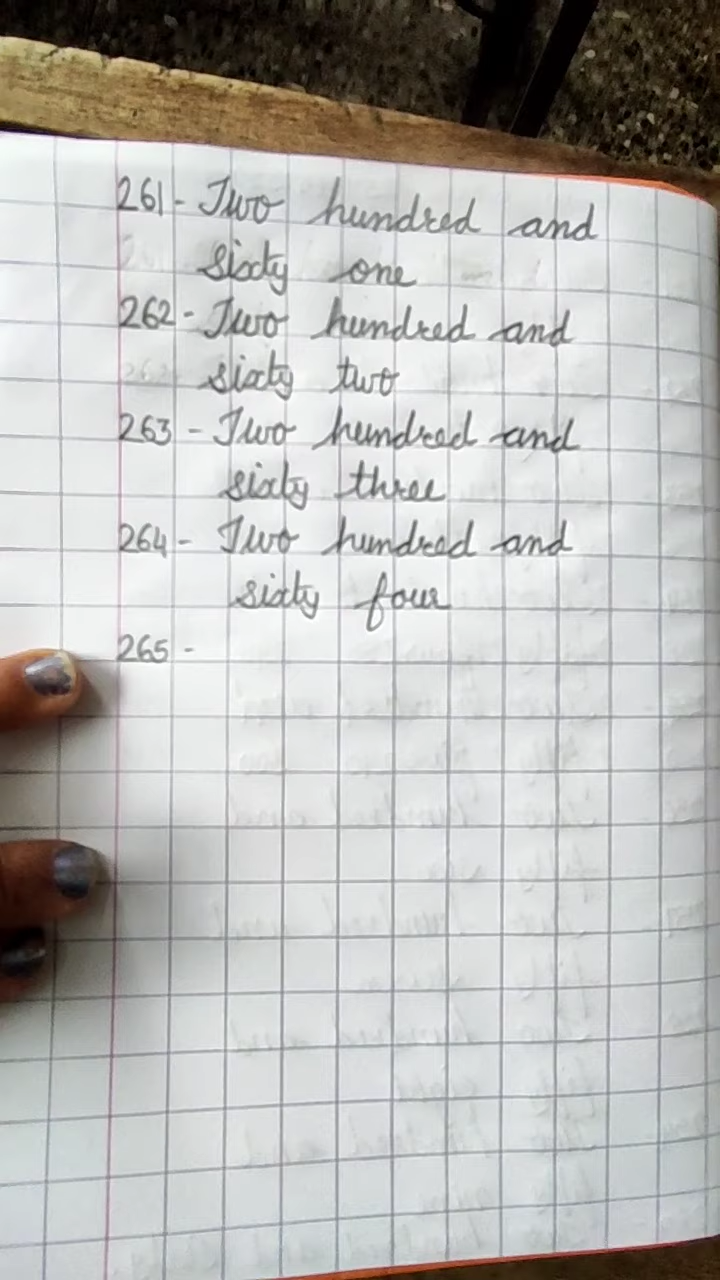 261 - Two hundred and
sixty one
262 - Two hundred and
sixty two
263 - Two hundred and
sixty three
264 - Two hundred and
sixty four
265 -